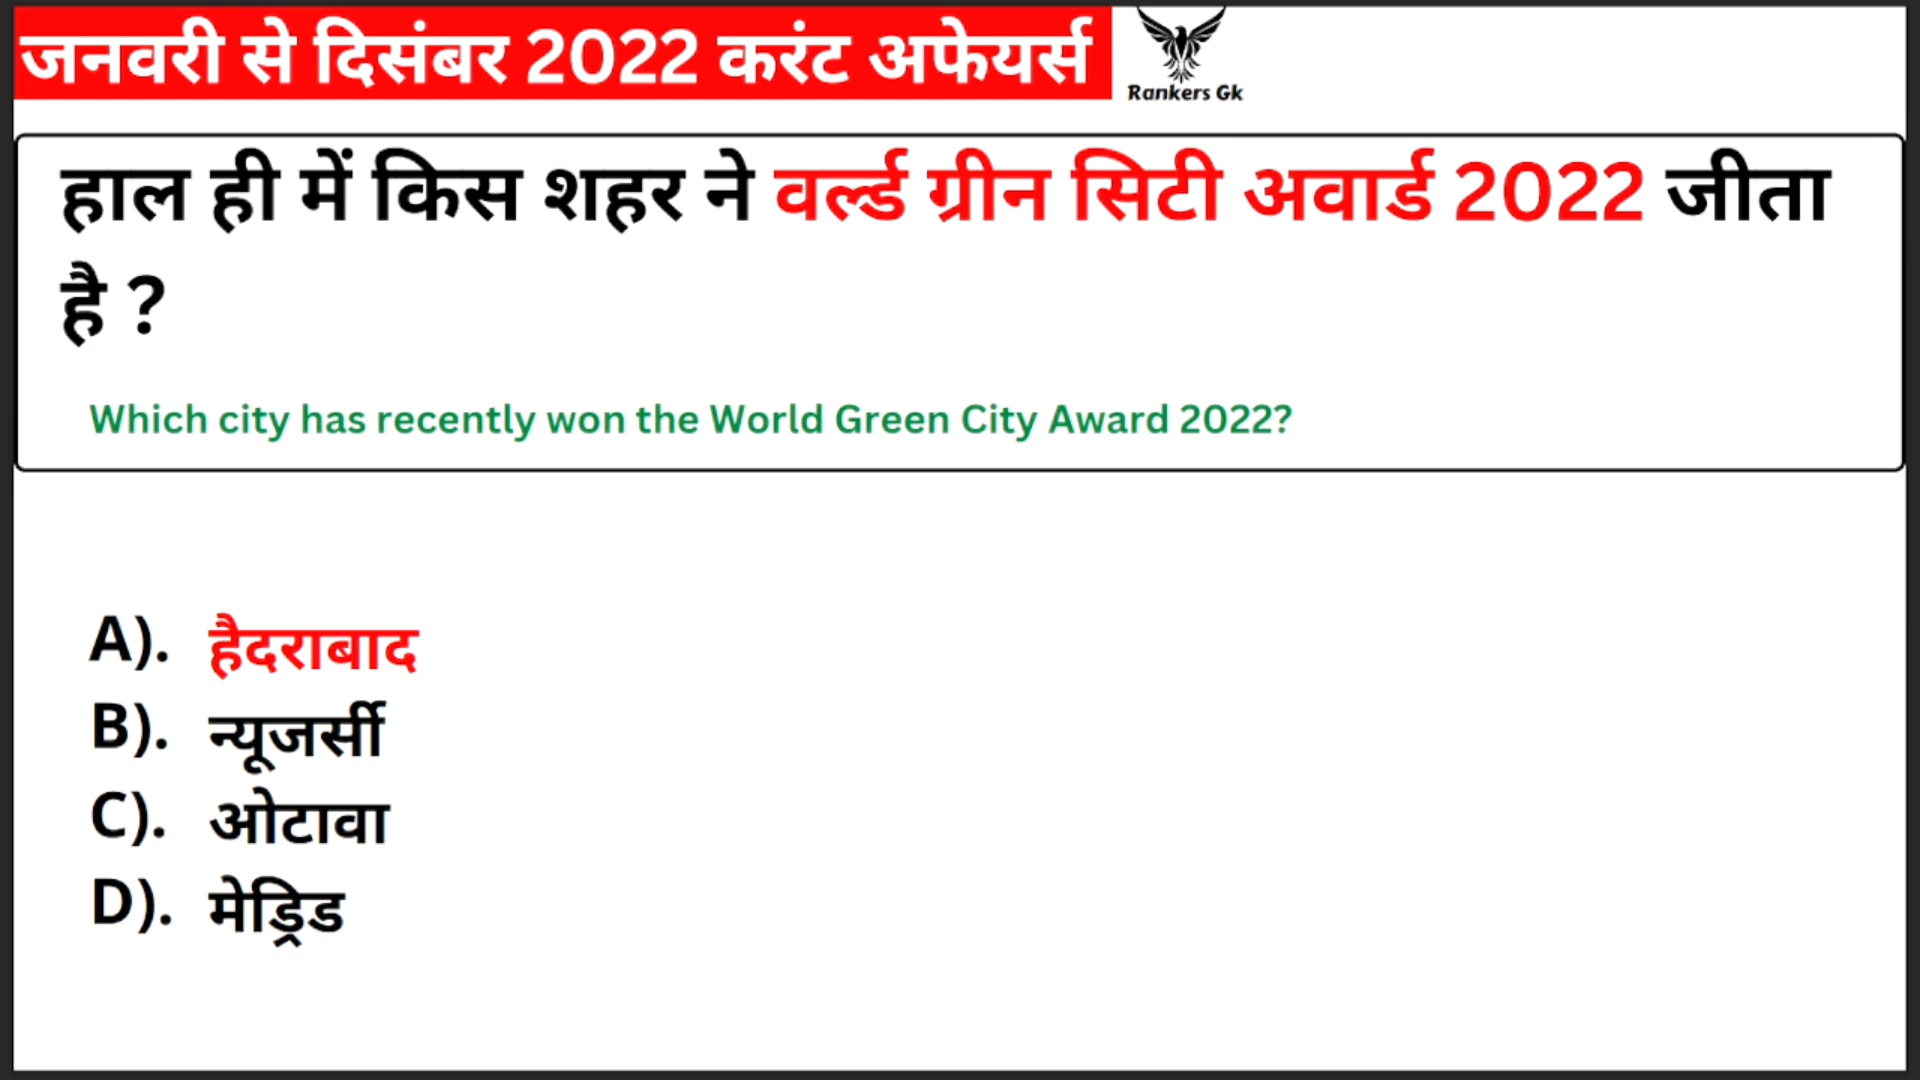 जनवरी से दिसंबर 2022 करंट अफेयर्स
Rankers Gk
हाल ही में किस शहर ने वर्ल्ड ग्रीन सिटी अवार्ड 2022 जीता
है ?
Which city has recently won the World Green City Award 2022?
A). हैदराबाद
B). न्यूजर्सी
C). ओटावा
D). मेड्रिड